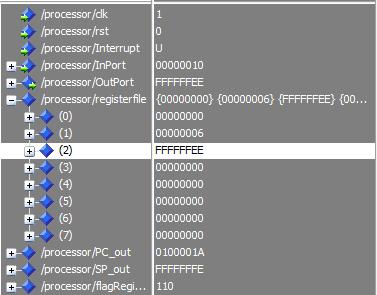 /processor/clk 1
/processor/rst 0
/processor/Interrupt U
/processor/InPort 00000010
/processor/OutPort FFFFFFEE
/processor/registerfile {00000000} {00000006} {FFFFFFEE} {00...
(0) 00000000
(1) 00000006
(2) FFFFFFEE
(3) 00000000
(4) 00000000
(5) 00000000
(6) 00000000
(7) 00000000
/processor/PC_out 0100001A
/processor/SP_out FFFFFFFE
/processor/flagRegi... 110